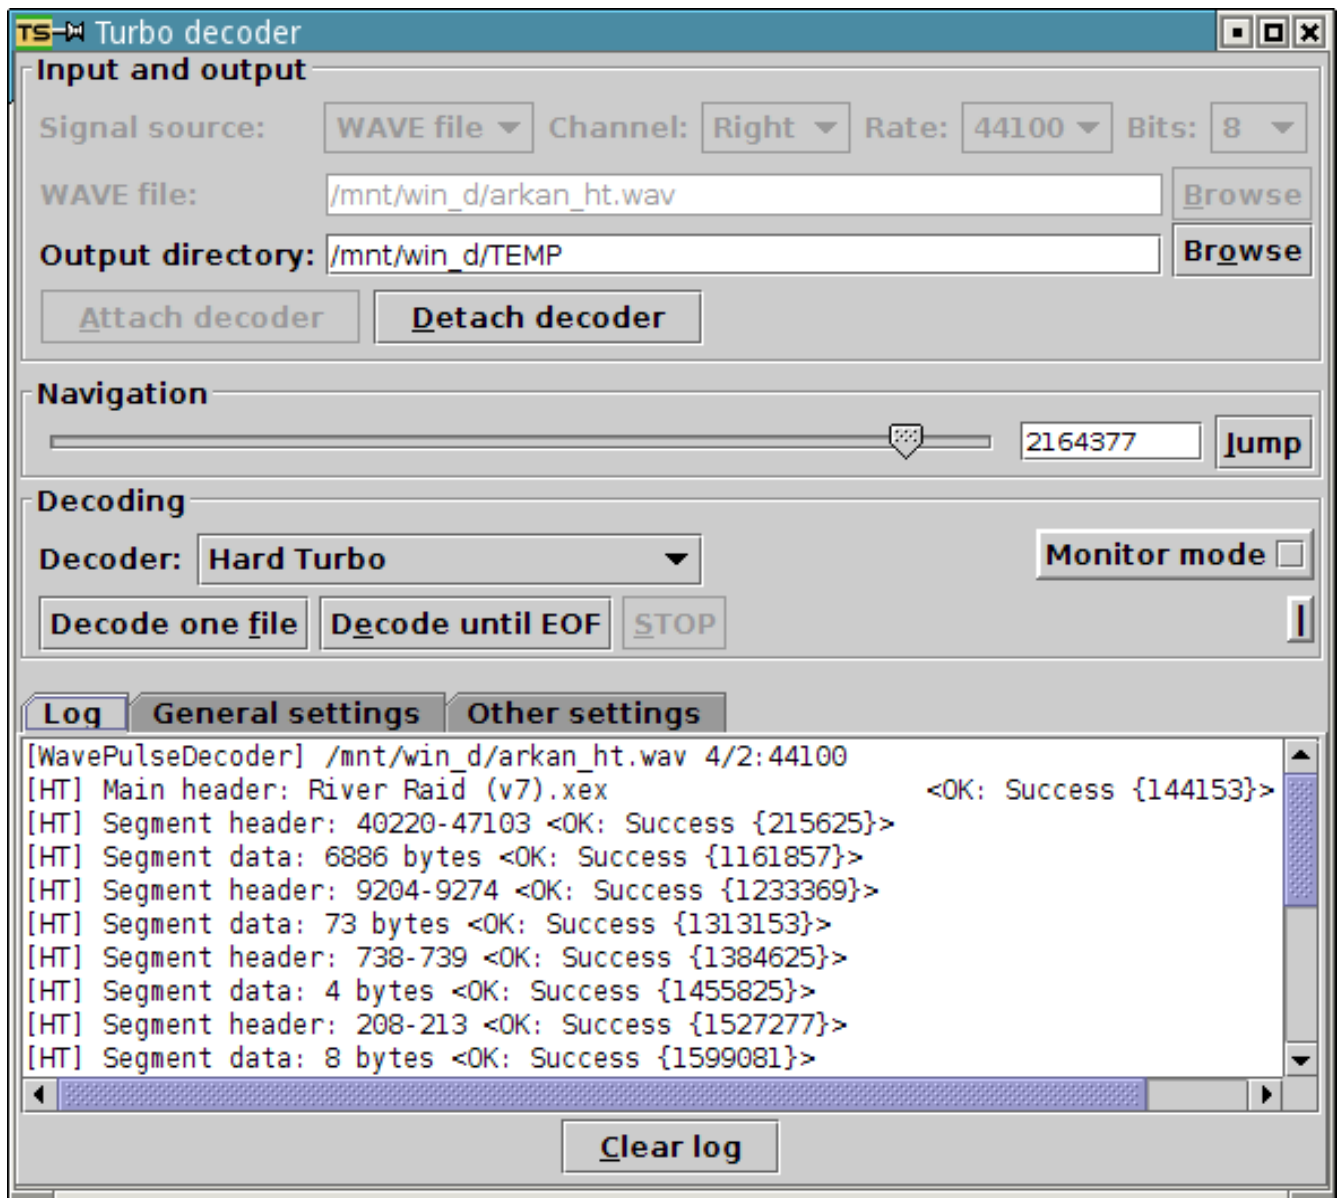 TS Turbo decoder
Input and output
Signal source: WAVE file Channel: Right Rate: 44100 Bits: 8
WAVE file: /mnt/win_d/arkan_ht.wav Browse
Output directory: /mnt/win_d/TEMP Browse
Attach decoder Detach decoder
Navigation
2164377 Jump
Decoding
Decoder: Hard Turbo Monitor mode
Decode one file Decode until EOF STOP |
Log General settings Other settings
[WavePulseDecoder] /mnt/win_d/arkan_ht.wav 4/2:44100
[HT] Main header: River Raid (v7).xex <OK: Success {144153}>
[HT] Segment header: 40220-47103 <OK: Success {215625}>
[HT] Segment data: 6886 bytes <OK: Success {1161857}>
[HT] Segment header: 9204-9274 <OK: Success {1233369}>
[HT] Segment data: 73 bytes <OK: Success {1313153}>
[HT] Segment header: 738-739 <OK: Success {1384625}>
[HT] Segment data: 4 bytes <OK: Success {1455825}>
[HT] Segment header: 208-213 <OK: Success {1527277}>
[HT] Segment data: 8 bytes <OK: Success {1599081}>
Clear log